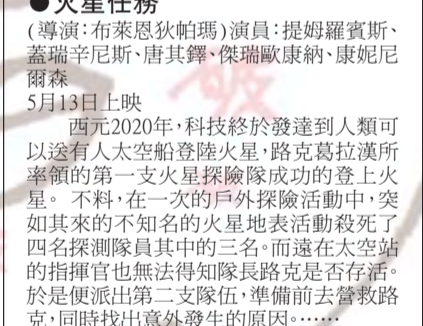 ●火星任務
(導演:布萊恩狄帕瑪)演員:提姆羅賓斯、
蓋瑞辛尼斯、唐其鐸、傑瑞歐康納、康妮尼
爾森
5月13日上映
西元2020年,科技終於發達到人類可
以送有人太空船登陸火星,路克葛拉漢所
率領的第一支火星探險隊成功的登上火
星。 不料,在一次的戶外探險活動中,突
如其來的不知名的火星地表活動殺死了
四名探測隊員其中的三名。而遠在太空站
的指揮官也無法得知隊長路克是否存活。
於是便派出第二支隊伍,準備前去營救路
克,同時找出意外發生的原因。……